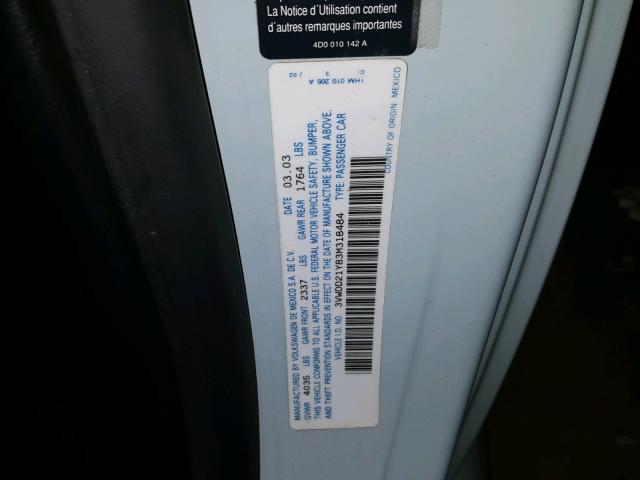 La Notice d´Utilisation contient
d´autres remarques importantes
4D0 010 142 A
MANUFACTURED BY VOLKSWAGEN DE MEXICO S.A. DE C.V. DATE 03.03
GVWR 4035 LBS GAWR FRONT 2337 LBS GAWR REAR 1764 LBS
THIS VEHICLE CONFORMS TO ALL APPLICABLE U.S. FEDERAL MOTOR VEHICLE SAFETY, BUMPER,
AND THEFT PREVENTION STANDARDS IN EFFECT ON THE DATE OF MANUFACTURE SHOWN ABOVE.
VEHICLE I.D. NO. 3VWDD21Y83M318484 TYPE: PASSENGER CAR
COUNTRY OF ORIGIN: MEXICO
1HM 010 205 A
/ 02